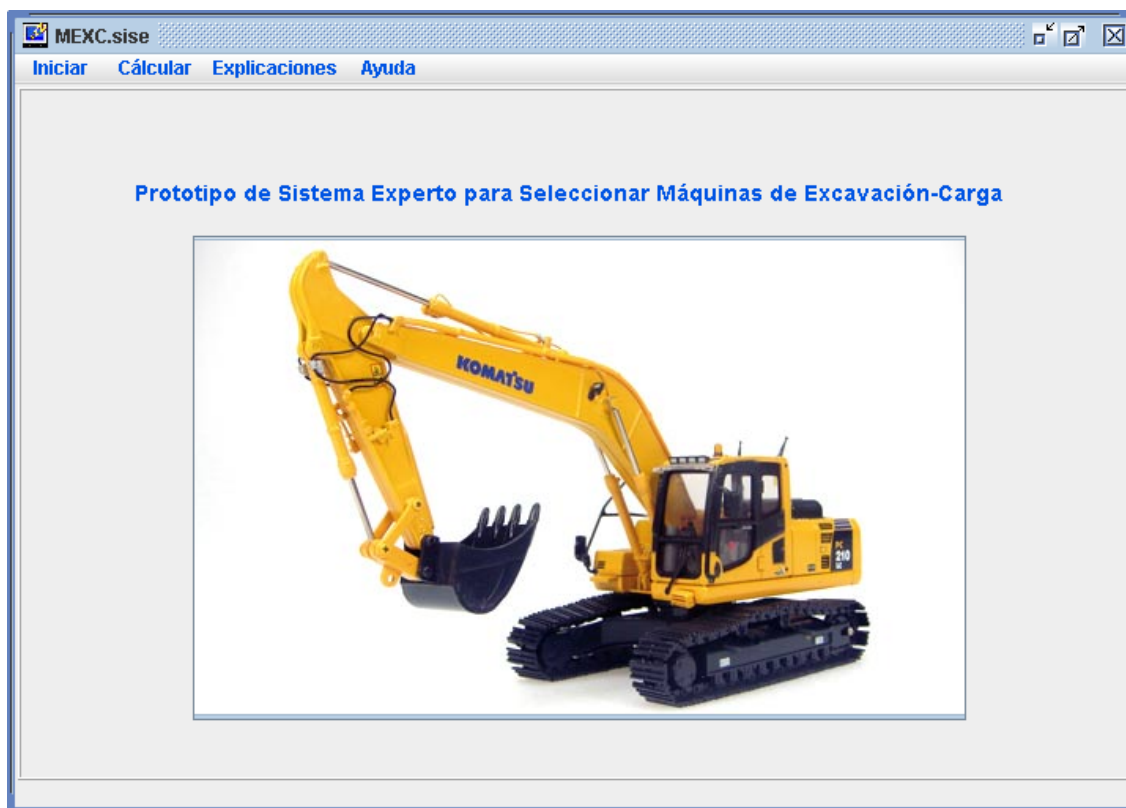 MEXC.sise
Iniciar Cálcular Explicaciones Ayuda
Prototipo de Sistema Experto para Seleccionar Máquinas de Excavación-Carga
KOMATSU
PC
210